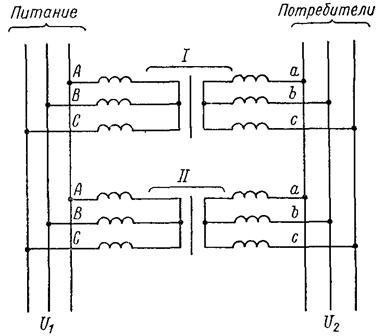 Питание Потребители
I
A a
B b
C c
II
A a
B b
C c
U1 U2